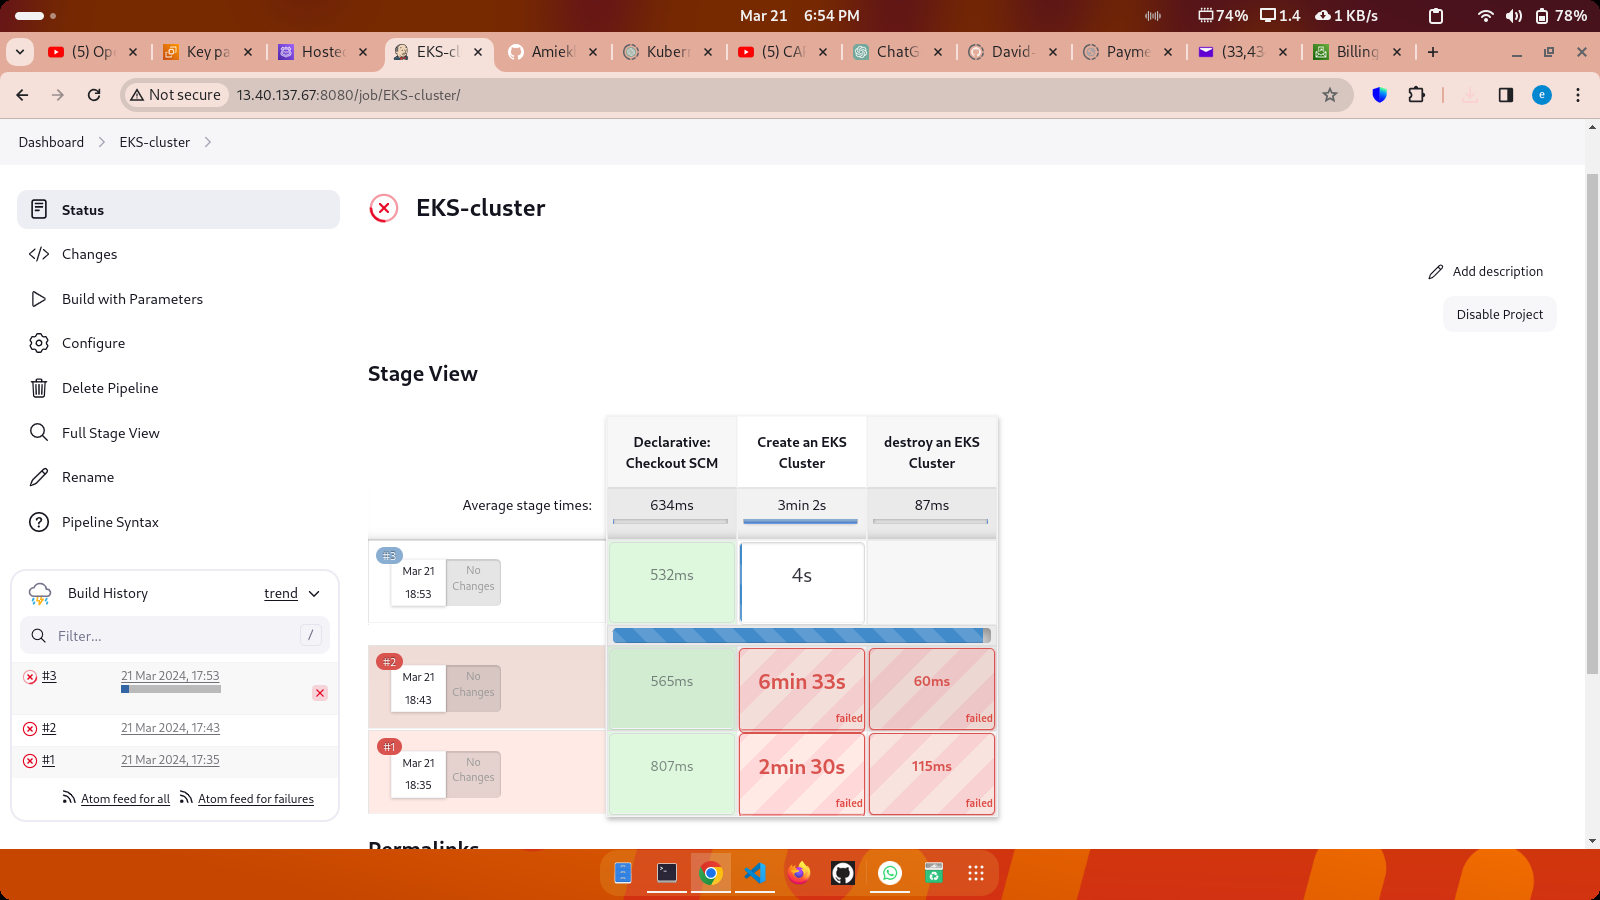 Mar 21 6:54 PM
74% 1.4 1 KB/s 78%
(5) Op
Key pa
Hosted
EKS-cl
Amiek
Kubern
(5) CA
ChatG
David-
Payme
(33,43
Billing
Not secure 13.40.137.67:8080/job/EKS-cluster/
e
Dashboard
EKS-cluster
Status
Changes
Build with Parameters
Configure
Delete Pipeline
Full Stage View
Rename
Pipeline Syntax
Build History
trend
Filter...
/
#3 21 Mar 2024, 17:53
#2 21 Mar 2024, 17:43
#1 21 Mar 2024, 17:35
Atom feed for all Atom feed for failures
EKS-cluster
Add description
Disable Project
Stage View
Declarative:
Checkout SCM
Create an EKS
Cluster
destroy an EKS
Cluster
Average stage times: 634ms 3min 2s 87ms
#3
Mar 21
18:53
No
Changes
532ms
4s
#2
Mar 21
18:43
No
Changes
565ms
6min 33s
failed
60ms
failed
#1
Mar 21
18:35
No
Changes
807ms
2min 30s
failed
115ms
failed
Permalinks